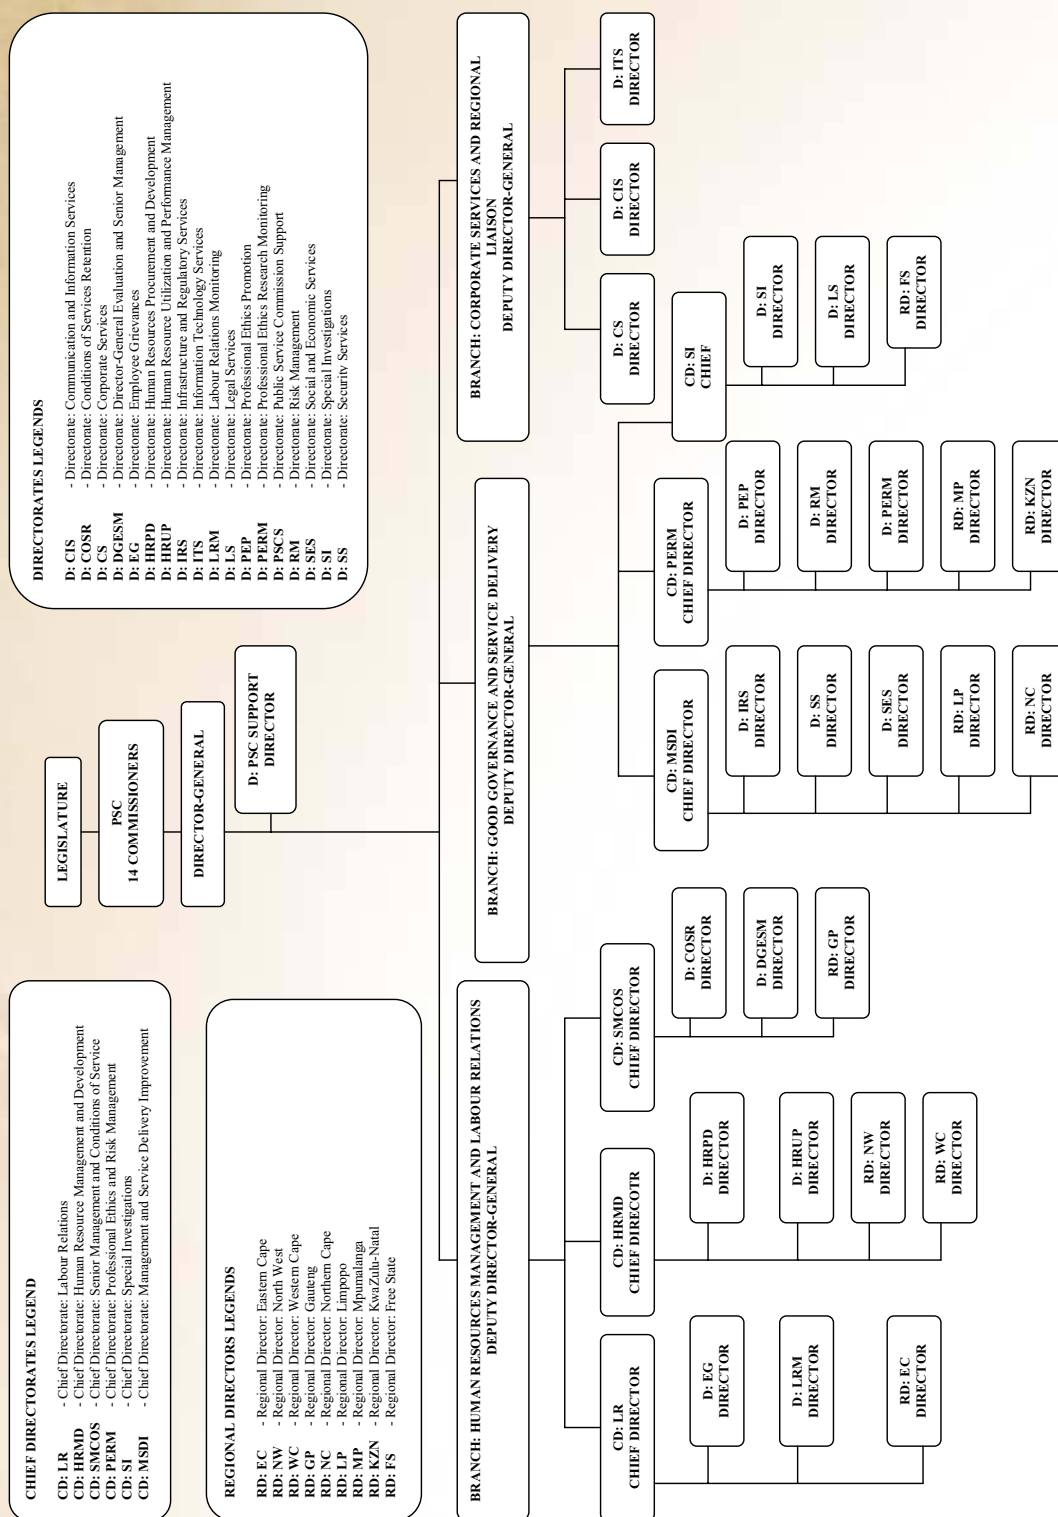 CHIEF DIRECTORATES LEGEND
CD: LR - Chief Directorate: Labour Relations
CD: HRMD - Chief Directorate: Human Resource Management and Development
CD: SMCOS - Chief Directorate: Senior Management and Conditions of Service
CD: PERM - Chief Directorate: Professional Ethics and Risk Management
CD: SI - Chief Directorate: Special Investigations
CD: MSDI - Chief Directorate: Management and Service Delivery Improvement
REGIONAL DIRECTORS LEGENDS
RD: EC - Regional Director: Eastern Cape
RD: NW - Regional Director: North West
RD: WC - Regional Director: Western Cape
RD: GP - Regional Director: Gauteng
RD: NC - Regional Director: Northern Cape
RD: LP - Regional Director: Limpopo
RD: MP - Regional Director: Mpumalanga
RD: KZN - Regional Director: KwaZulu-Natal
RD: FS - Regional Director: Free State
LEGISLATURE
PSC
14 COMMISSIONERS
DIRECTOR-GENERAL
D: PSC SUPPORT
DIRECTOR
DIRECTORATES LEGENDS
D: CIS - Directorate: Communication and Information Services
D: COSR - Directorate: Conditions of Services Retention
D: CS - Directorate: Corporate Services
D: DGESM - Directorate: Director-General Evaluation and Senior Management
D: EG - Directorate: Employee Grievances
D: HRPD - Directorate: Human Resources Procurement and Development
D: HRUP - Directorate: Human Resource Utilization and Performance Management
D: IRS - Directorate: Infrastructure and Regulatory Services
D: ITS - Directorate: Information Technology Services
D: LRM - Directorate: Labour Relations Monitoring
D: LS - Directorate: Legal Services
D: PEP - Directorate: Professional Ethics Promotion
D: PERM - Directorate: Professional Ethics Research Monitoring
D: PSCS - Directorate: Public Service Commission Support
D: RM - Directorate: Risk Management
D: SES - Directorate: Social and Economic Services
D: SI - Directorate: Special Investigations
D: SS - Directorate: Security Services
BRANCH: HUMAN RESOURCES MANAGEMENT AND LABOUR RELATIONS
DEPUTY DIRECTOR-GENERAL
CD: LR
CHIEF DIRECTOR
D: EG
DIRECTOR
D: LRM
DIRECTOR
RD: EC
DIRECTOR
CD: HRMD
CHIEF DIRECOTR
D: HRPD
DIRECTOR
D: HRUP
DIRECTOR
RD: NW
DIRECTOR
RD: WC
DIRECTOR
CD: SMCOS
CHIEF DIRECTOR
D: COSR
DIRECTOR
D: DGESM
DIRECTOR
RD: GP
DIRECTOR
BRANCH: GOOD GOVERNANCE AND SERVICE DELIVERY
DEPUTY DIRECTOR-GENERAL
CD: MSDI
CHIEF DIRECTOR
D: IRS
DIRECTOR
D: SS
DIRECTOR
D: SES
DIRECTOR
RD: LP
DIRECTOR
RD: NC
DIRECTOR
CD: PERM
CHIEF DIRECTOR
D: PEP
DIRECTOR
D: RM
DIRECTOR
D: PERM
DIRECTOR
RD: MP
DIRECTOR
RD: KZN
DIRECTOR
CD: SI
CHIEF
D: SI
DIRECTOR
D: LS
DIRECTOR
RD: FS
DIRECTOR
BRANCH: CORPORATE SERVICES AND REGIONAL
LIAISON
DEPUTY DIRECTOR-GENERAL
D: CS
DIRECTOR
D: CIS
DIRECTOR
D: ITS
DIRECTOR